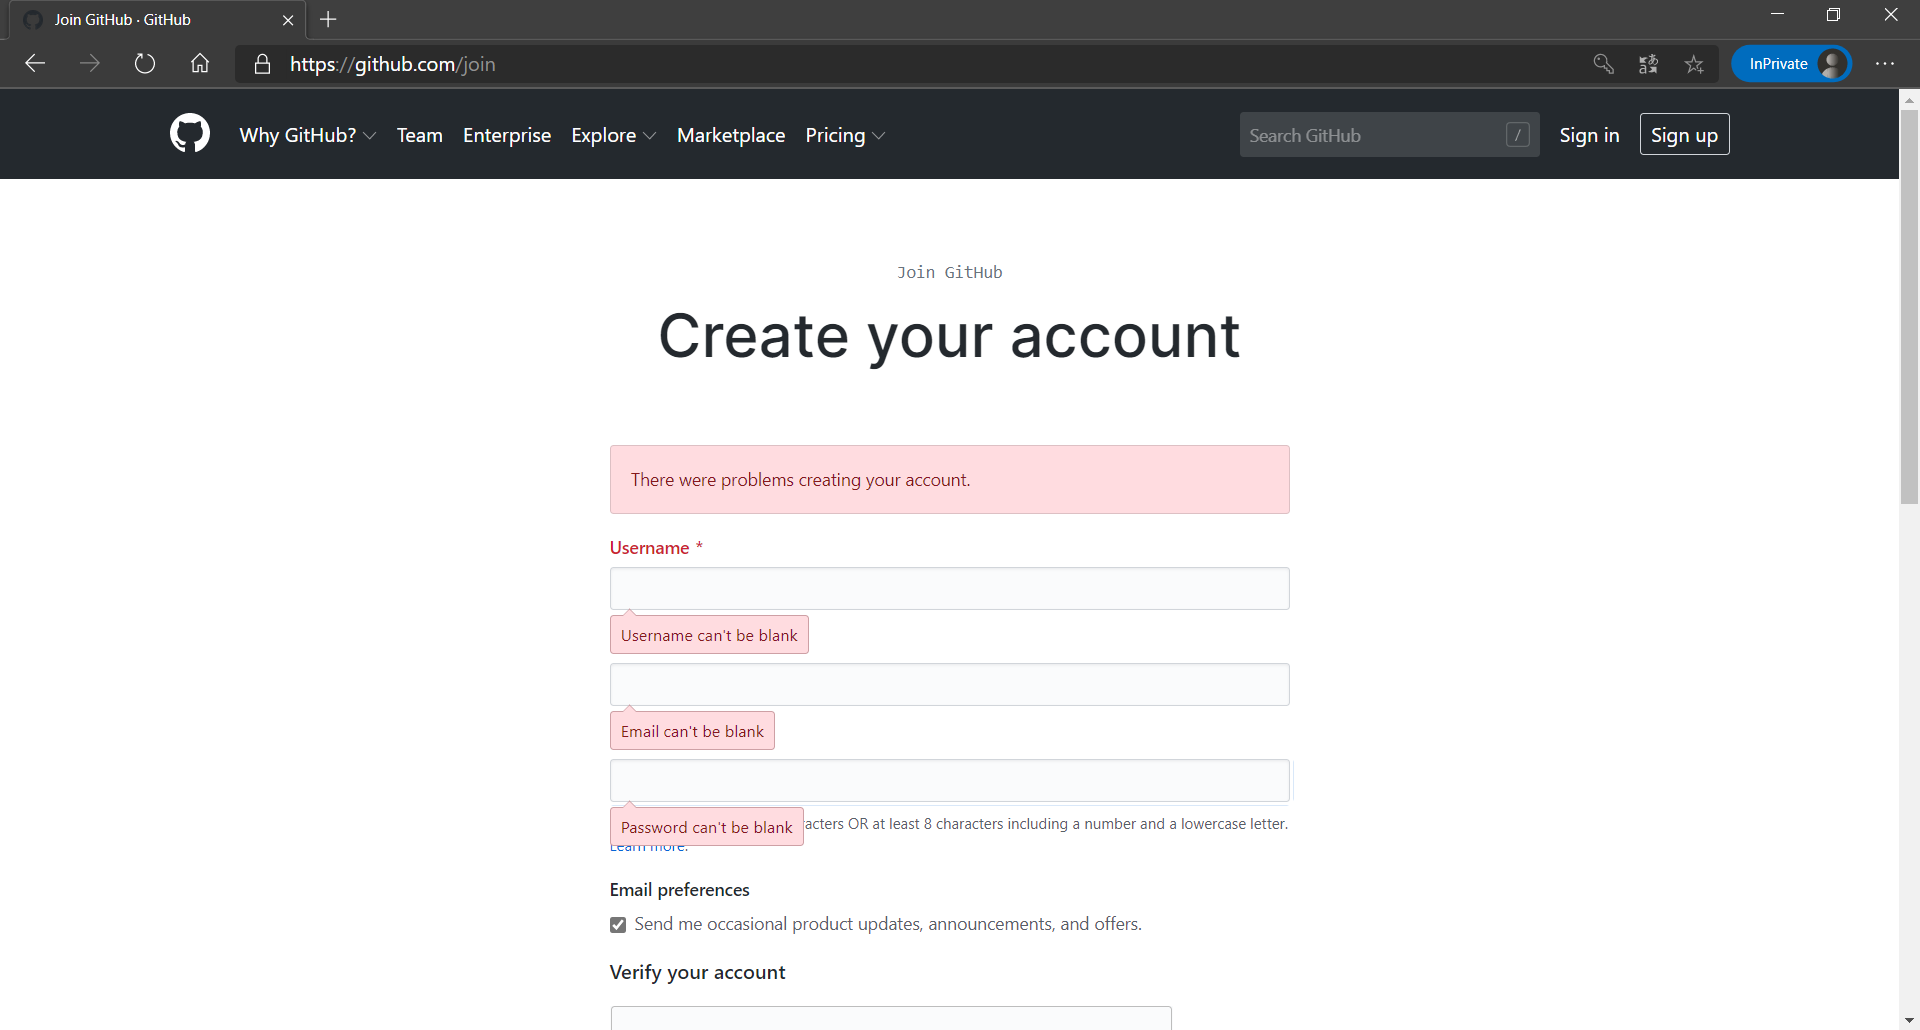 Join GitHub · GitHub
https://github.com/join
InPrivate
Why GitHub? Team Enterprise Explore Marketplace Pricing
Search GitHub /
Sign in
Sign up
Join GitHub
Create your account
There were problems creating your account.
Username *
Username can't be blank
Email can't be blank
Password can't be blank
OR at least 8 characters including a number and a lowercase letter.
Learn more.
Email preferences
Send me occasional product updates, announcements, and offers.
Verify your account